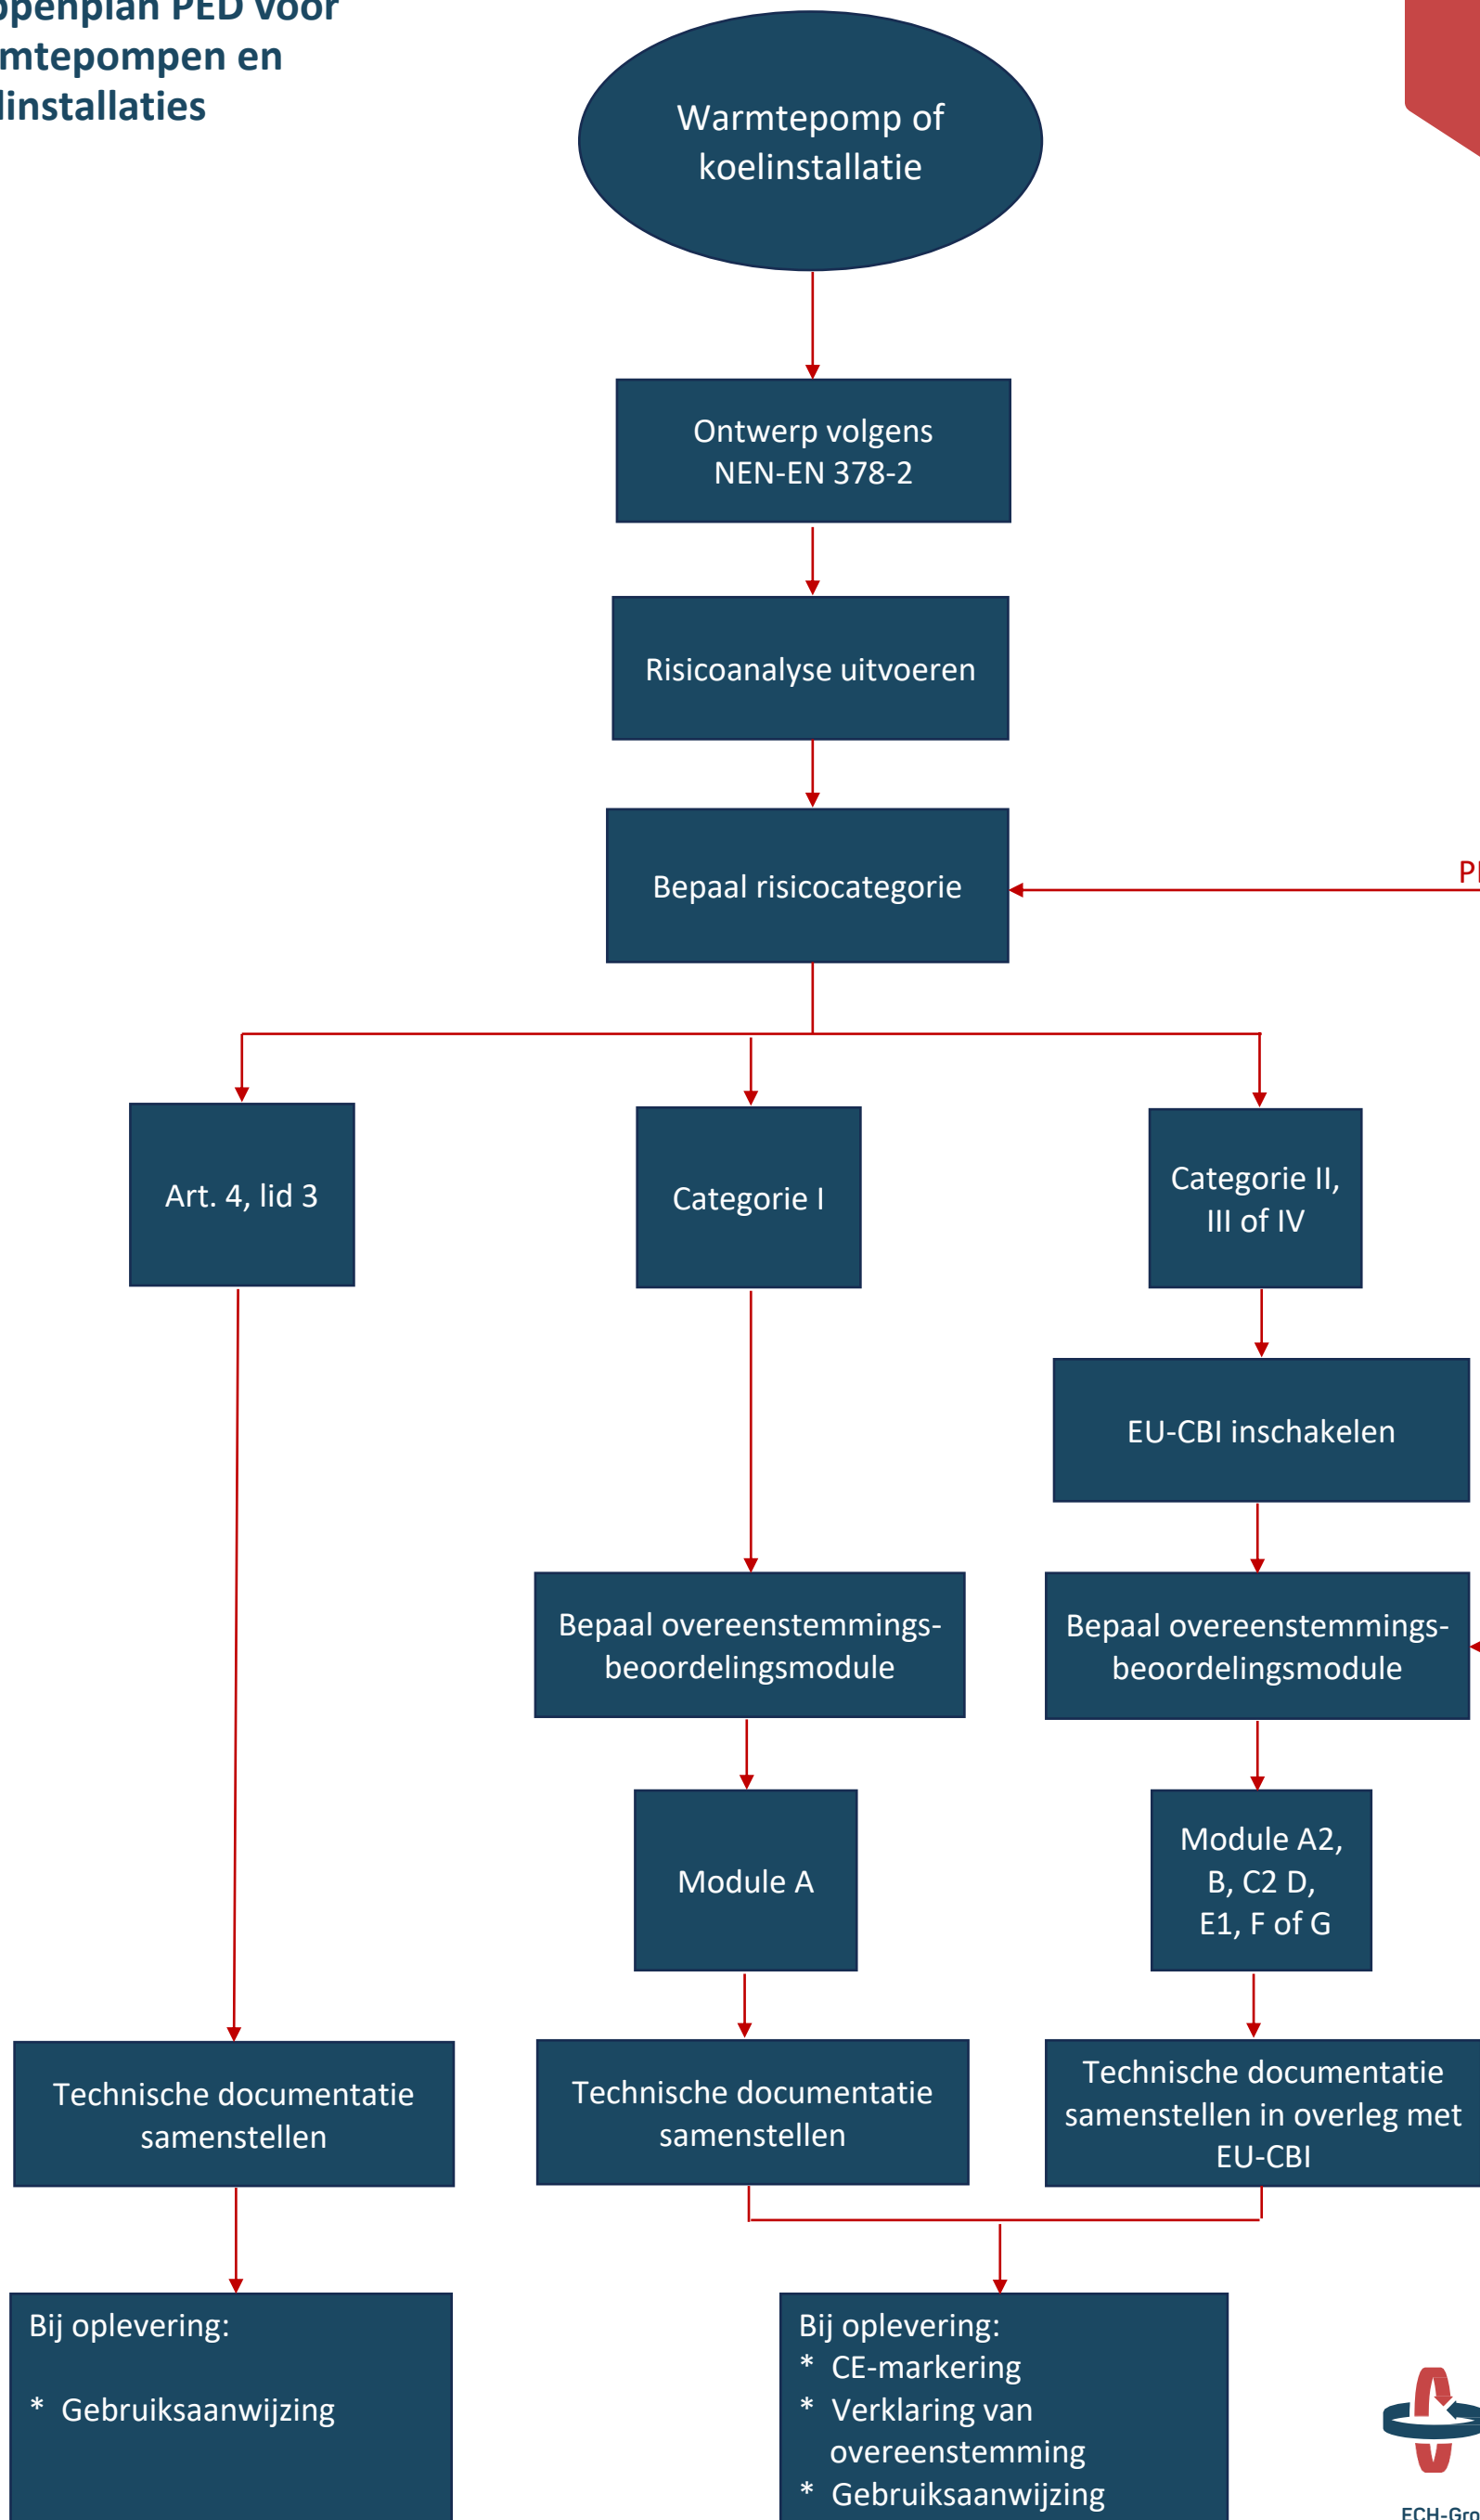 PED voor
en
Warmtepomp of
koelinstallatie
Ontwerp volgens
NEN-EN 378-2
Risicoanalyse uitvoeren
Bepaal risicocategorie
Art. 4, lid 3
Categorie I
Categorie II,
III of IV
EU-CBI inschakelen
Bepaal overeenstemmings-
beoordelingsmodule
Bepaal overeenstemmings-
beoordelingsmodule
Module A
Module A2,
B, C2 D,
E1, F of G
Technische documentatie
samenstellen
Technische documentatie
samenstellen
Technische documentatie
samenstellen in overleg met
EU-CBI
Bij oplevering:
* Gebruiksaanwijzing
Bij oplevering:
* CE-markering
* Verklaring van
overeenstemming
* Gebruiksaanwijzing